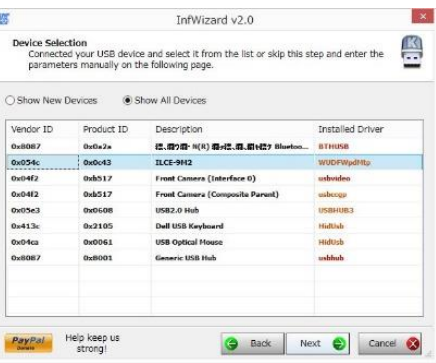 InfWizard v2.0
Device Selection
Connected your USB device and select it from the list or skip this step and enter the
parameters manually on the following page.
Show New Devices Show All Devices
Vendor ID Product ID Description Installed Driver
0x8087 0x0a2a N(R) Bluetoo... BTHUSB
0x054c 0x0c43 ILCE-9M2 WUDFWpdMtp
0x04f2 0xb517 Front Camera (Interface 0) usbvideo
0x04f2 0xb517 Front Camera (Composite Parent) usbccgp
0x05e3 0x0608 USB2.0 Hub USBHUB3
0x413c 0x2105 Dell USB Keyboard HidUsb
0x04ca 0x0061 USB Optical Mouse HidUsb
0x8087 0x8001 Generic USB Hub usbhub
PayPal
Donate
Help keep us
strong!
Back Next Cancel